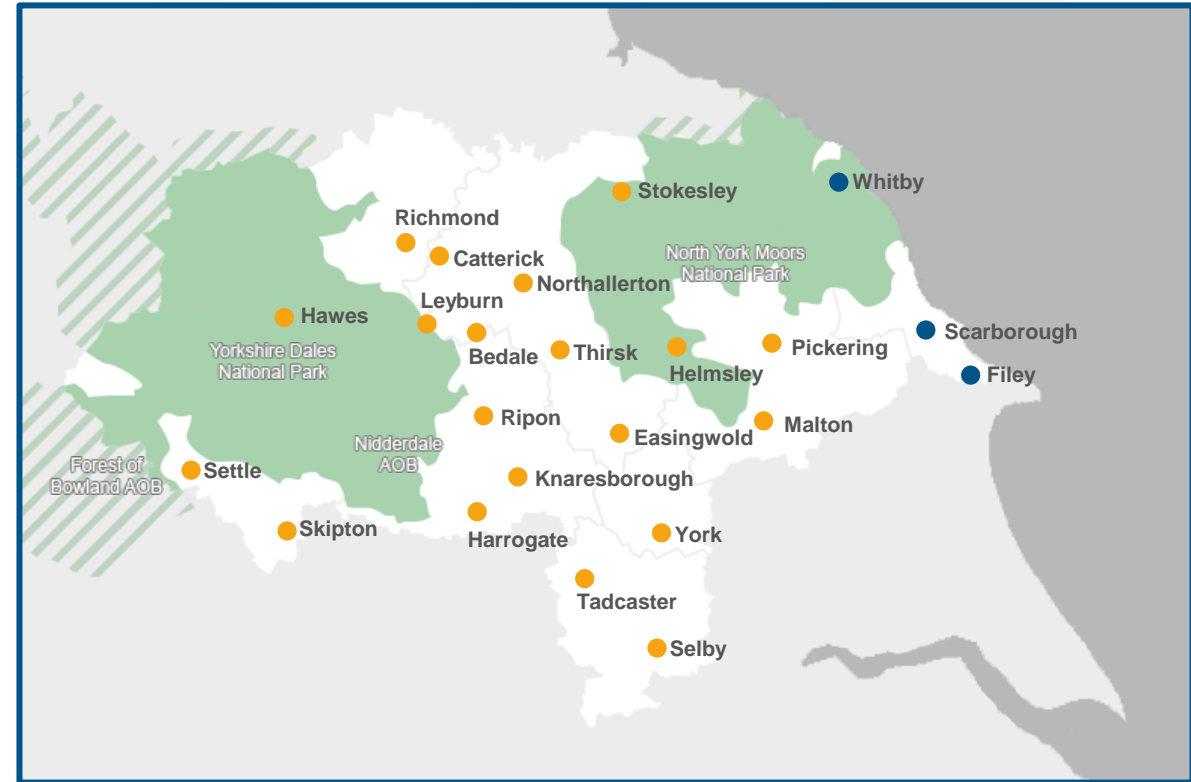 Whitby
Stokesley
Richmond
North York Moors
National Park
Catterick
Northallerton
Leyburn
Hawes
Scarborough
Yorkshire Dales
National Park
Bedale
Thirsk
Pickering
Helmsley
Filey
Ripon
Malton
Easingwold
Nidderdale
AOB
Forest of
Bowland AOB
Settle
Knaresborough
Skipton
Harrogate
York
Tadcaster
Selby